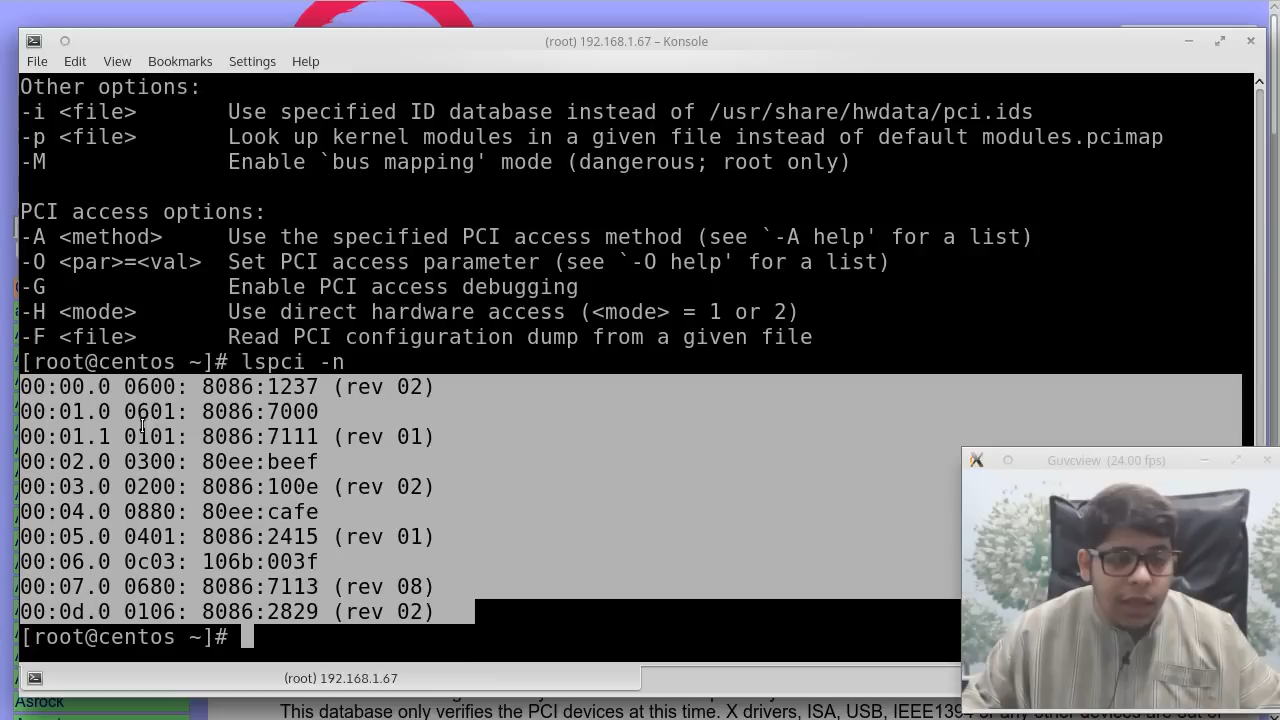 (root) 192.168.1.67 – Konsole
File Edit View Bookmarks Settings Help
Other options:
-i <file> Use specified ID database instead of /usr/share/hwdata/pci.ids
-p <file> Look up kernel modules in a given file instead of default modules.pcimap
-M Enable `bus mapping' mode (dangerous; root only)
PCI access options:
-A <method> Use the specified PCI access method (see `-A help' for a list)
-O <par>=<val> Set PCI access parameter (see `-O help' for a list)
-G Enable PCI access debugging
-H <mode> Use direct hardware access (<mode> = 1 or 2)
-F <file> Read PCI configuration dump from a given file
[root@centos ~]# lspci -n
00:00.0 0600: 8086:1237 (rev 02)
00:01.0 0601: 8086:7000
00:01.1 0101: 8086:7111 (rev 01)
00:02.0 0300: 80ee:beef
00:03.0 0200: 8086:100e (rev 02)
00:04.0 0880: 80ee:cafe
00:05.0 0401: 8086:2415 (rev 01)
00:06.0 0c03: 106b:003f
00:07.0 0680: 8086:7113 (rev 08)
00:0d.0 0106: 8086:2829 (rev 02)
[root@centos ~]#
Guvcview (24.00 fps)
(root) 192.168.1.67
Asrock
This database only verifies the PCI devices at this time. X drivers, ISA, USB, IEEE1394 or any other devices are out of